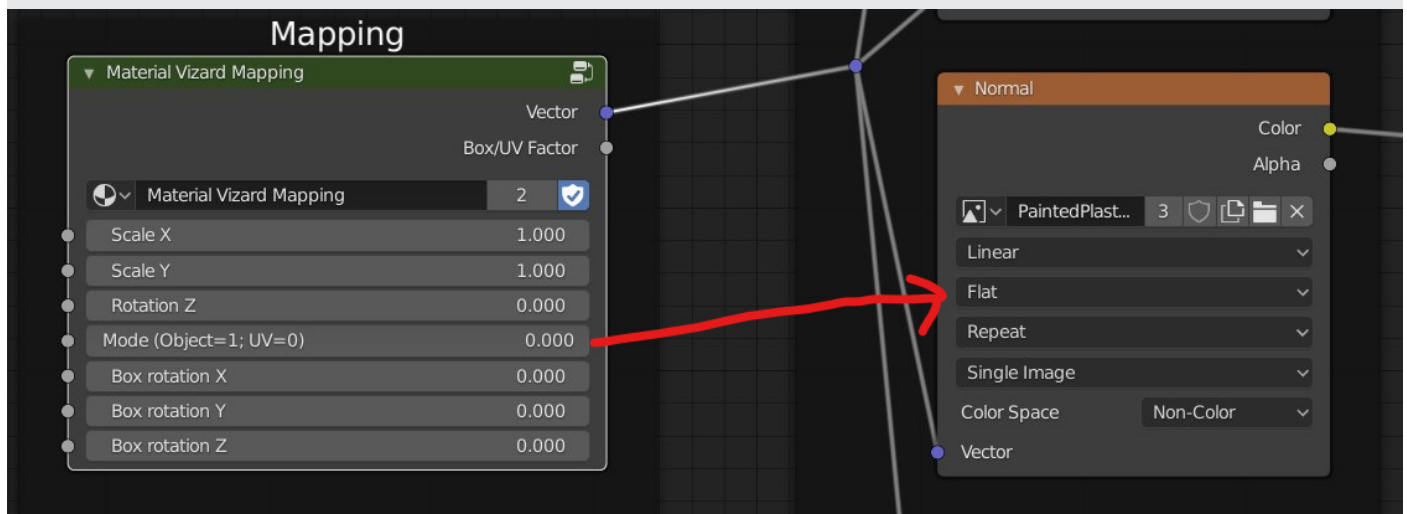 Mapping
Material Vizard Mapping
Vector
Box/UV Factor
Material Vizard Mapping 2
Scale X 1.000
Scale Y 1.000
Rotation Z 0.000
Mode (Object=1; UV=0) 0.000
Box rotation X 0.000
Box rotation Y 0.000
Box rotation Z 0.000
Normal
Color
Alpha
PaintedPlast... 3
Linear
Flat
Repeat
Single Image
Color Space Non-Color
Vector